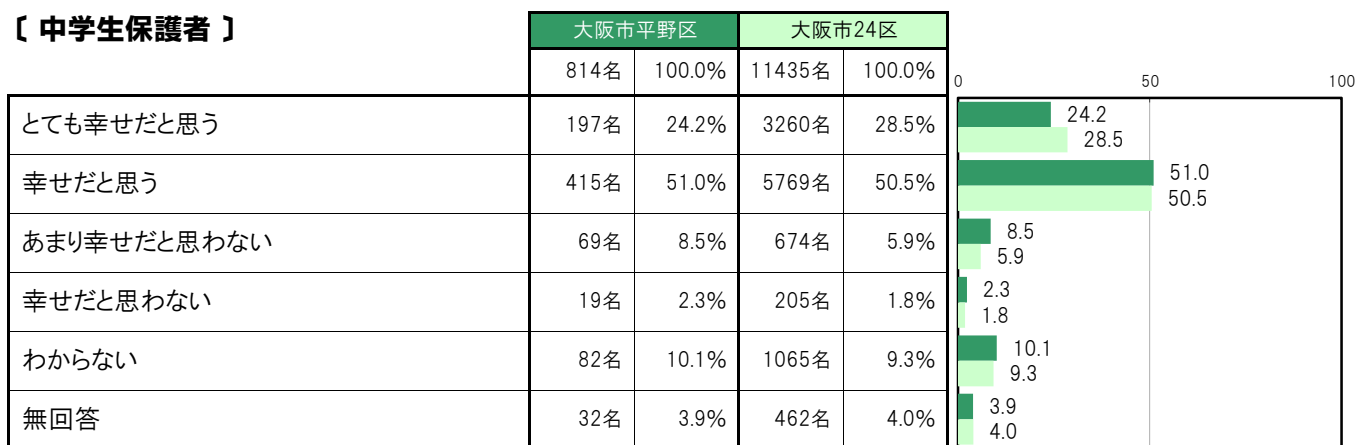 〔 中学生保護者 〕
大阪市平野区 大阪市24区
814名 100.0% 11435名 100.0%
0 50 100
とても幸せだと思う 197名 24.2% 3260名 28.5% 24.2
28.5
幸せだと思う 415名 51.0% 5769名 50.5% 51.0
50.5
あまり幸せだと思わない 69名 8.5% 674名 5.9% 8.5
5.9
幸せだと思わない 19名 2.3% 205名 1.8% 2.3
1.8
わからない 82名 10.1% 1065名 9.3% 10.1
9.3
無回答 32名 3.9% 462名 4.0% 3.9
4.0